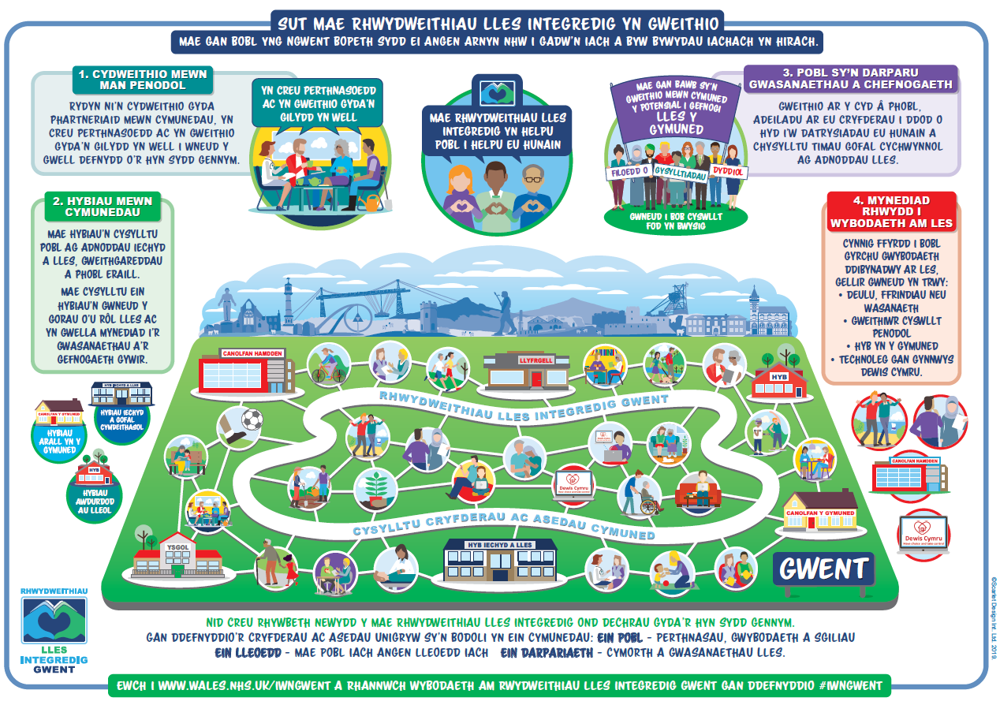 SUT MAE RHWYDWEITHIAU LLES INTEGREDIG YN GWEITHIO
MAE GAN BOBL YNG NGWENT BOPETH SYDD EI ANGEN ARNYN NHW I GADW'N IACH A BYW BYWYDAU IACHACH YN HIRACH.
1. CYDWEITHIO MEWN
MAN PENODOL
RYDYN NI'N CYDWEITHIO GYDA
PHARTNERIAID MEWN CYMUNEDAU, YN
CREU PERTHNASOEDD AC YN GWEITHIO
GYDA'N GILYDD YN WELL I WNEUD Y
GWELL DEFNYDD O'R HYN SYDD GENNYM.
YN CREU PERTHNASOEDD
AC YN GWEITHIO GYDA'N
GILYDD YN WELL
MAE RHWYDWEITHIAU LLES
INTEGREDIG YN HELPU
POBL I HELPU EU HUNAIN
MAE GAN BAWB SY'N
GWEITHIO MEWN CYMUNED
Y POTENSIAL I GEFNOGI
LLES Y
GYMUNED
FILOEDD O
GYSYLLTIADAU
DYDDIOL
GWNEUD I BOB CYSWLLT
FOD YN BWYSIG
3. POBL SY'N DARPARU
GWASANAETHAU A CHEFNOGAETH
GWEITHIO AR Y CYD Â PHOBL,
ADEILADU AR EU CRYFDERAU I DDOD O
HYD I'W DATRYSIADAU EU HUNAIN A
CHYSYLLTU TIMAU GOFAL CYCHWYNNOL
AG ADNODDAU LLES.
2. HYBIAU MEWN
CYMUNEDAU
MAE HYBIAU'N CYSYLLTU
POBL AG ADNODDAU IECHYD
A LLES, GWEITHGAREDDAU
A PHOBL ERAILL.
MAE CYSYLLTU EIN
HYBIAU'N GWNEUD Y
GORAU O'U RÔL LLES AC
YN GWELLA MYNEDIAD I'R
GWASANAETHAU A'R
GEFNOGAETH GYWIR.
4. MYNEDIAD
RHWYDD I
WYBODAETH AM LES
CYNNIG FFYRDD I BOBL
GYRCHU GWYBODAETH
DDIBYNADWY AR LES,
GELLIR GWNEUD YN TRWY:
• DEULU, FFRINDIAU NEU
WASANAETH
• GWEITHIWR CYSWLLT
PENODOL
• HYB YN Y GYMUNED
• TECHNOLEG GAN GYNNWYS
DEWIS CYMRU.
HYB IECHYD A LLES
HYBIAU IECHYD
A GOFAL
CYMDEITHASOL
CANOLFAN Y GYMUNED
HYBIAU
ARALL YN Y
GYMUNED
HYB
HYBIAU
AWDURDOD
AU LLEOL
CANOLFAN HAMDDEN
LLYFRGELL
HYB
RHWYDWEITHIAU LLES INTEGREDIG GWENT
Dewis Cymru
CYSYLLTU CRYFDERAU AC ASEDAU CYMUNED
CANOLFAN Y GYMUNED
YSGOL
HYB IECHYD A LLES
GWENT
CANOLFAN HAMDDEN
Dewis Cymru
Have choice and take control
RHWYDWEITHIAU
LLES
INTEGREDIG
GWENT
NID CREU RHYWBETH NEWYDD Y MAE RHWYDWEITHIAU LLES INTEGREDIG OND DECHRAU GYDA'R HYN SYDD GENNYM.
GAN DDEFNYDDIO'R CRYFDERAU AC ASEDAU UNIGRYW SY'N BODOLI YN EIN CYMUNEDAU: EIN POBL - PERTHNASAU, GWYBODAETH A SGILIAU
EIN LLEOEDD - MAE POBL IACH ANGEN LLEOEDD IACH EIN DARPARIAETH - CYMORTH A GWASANAETHAU LLES.
EWCH I WWW.WALES.NHS.UK/IWNGWENT A RHANNWCH WYBODAETH AM RWYDWEITHIAU LLES INTEGREDIG GWENT GAN DDEFNYDDIO #IWNGWENT
©Scarlet Design Int. Ltd. 2019.